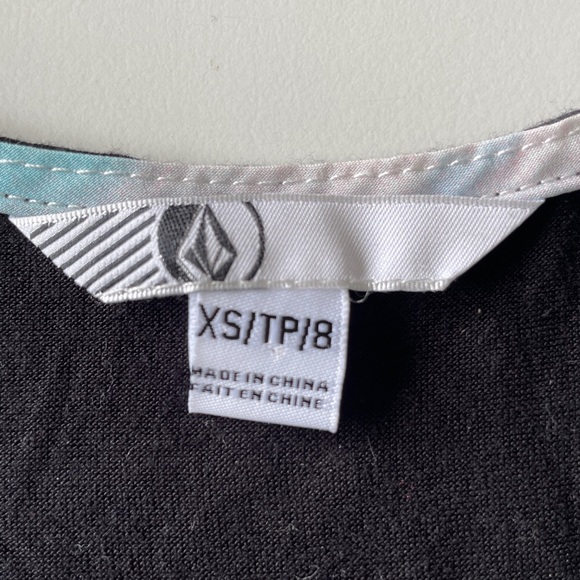 XS/TP/8
MADE IN CHINA
FAIT EN CHINE